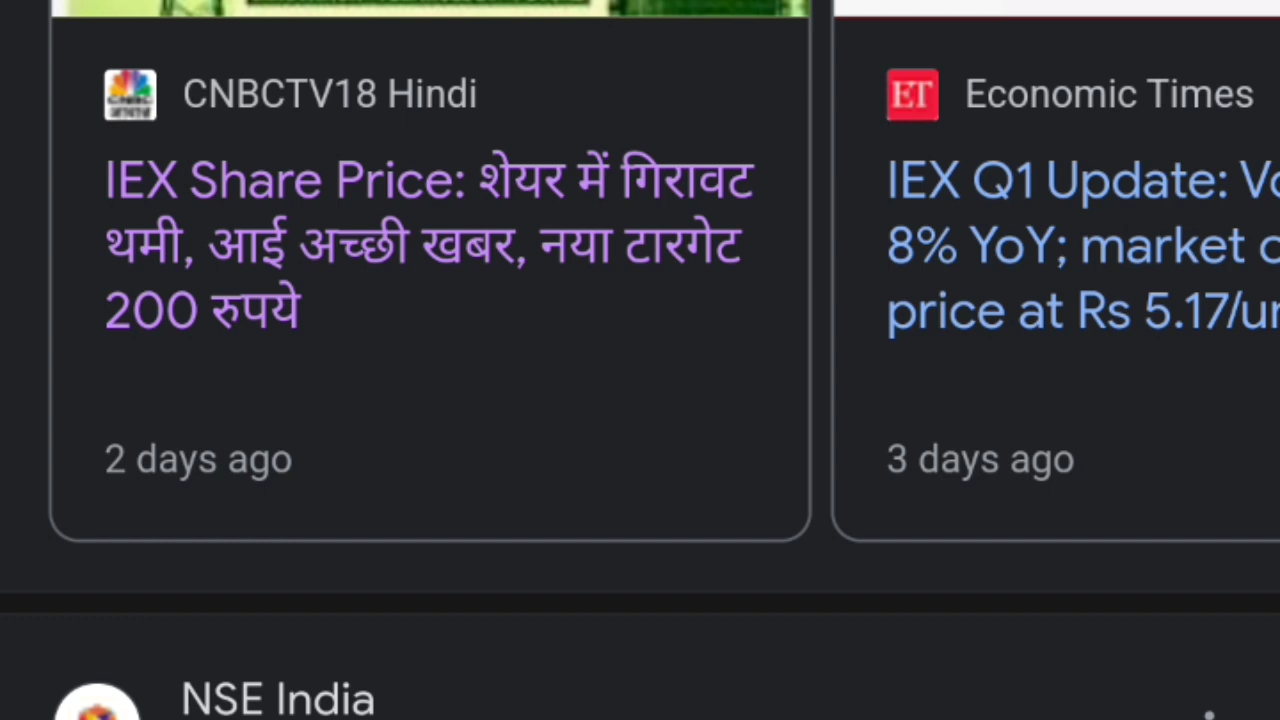 CNBCTV18 Hindi
IEX Share Price: शेयर में गिरावट
थमी, आई अच्छी खबर, नया टारगेट
200 रुपये
2 days ago
ET
Economic Times
IEX Q1 Update:
8% YoY; market
price at Rs 5.17/
3 days ago
NSE India